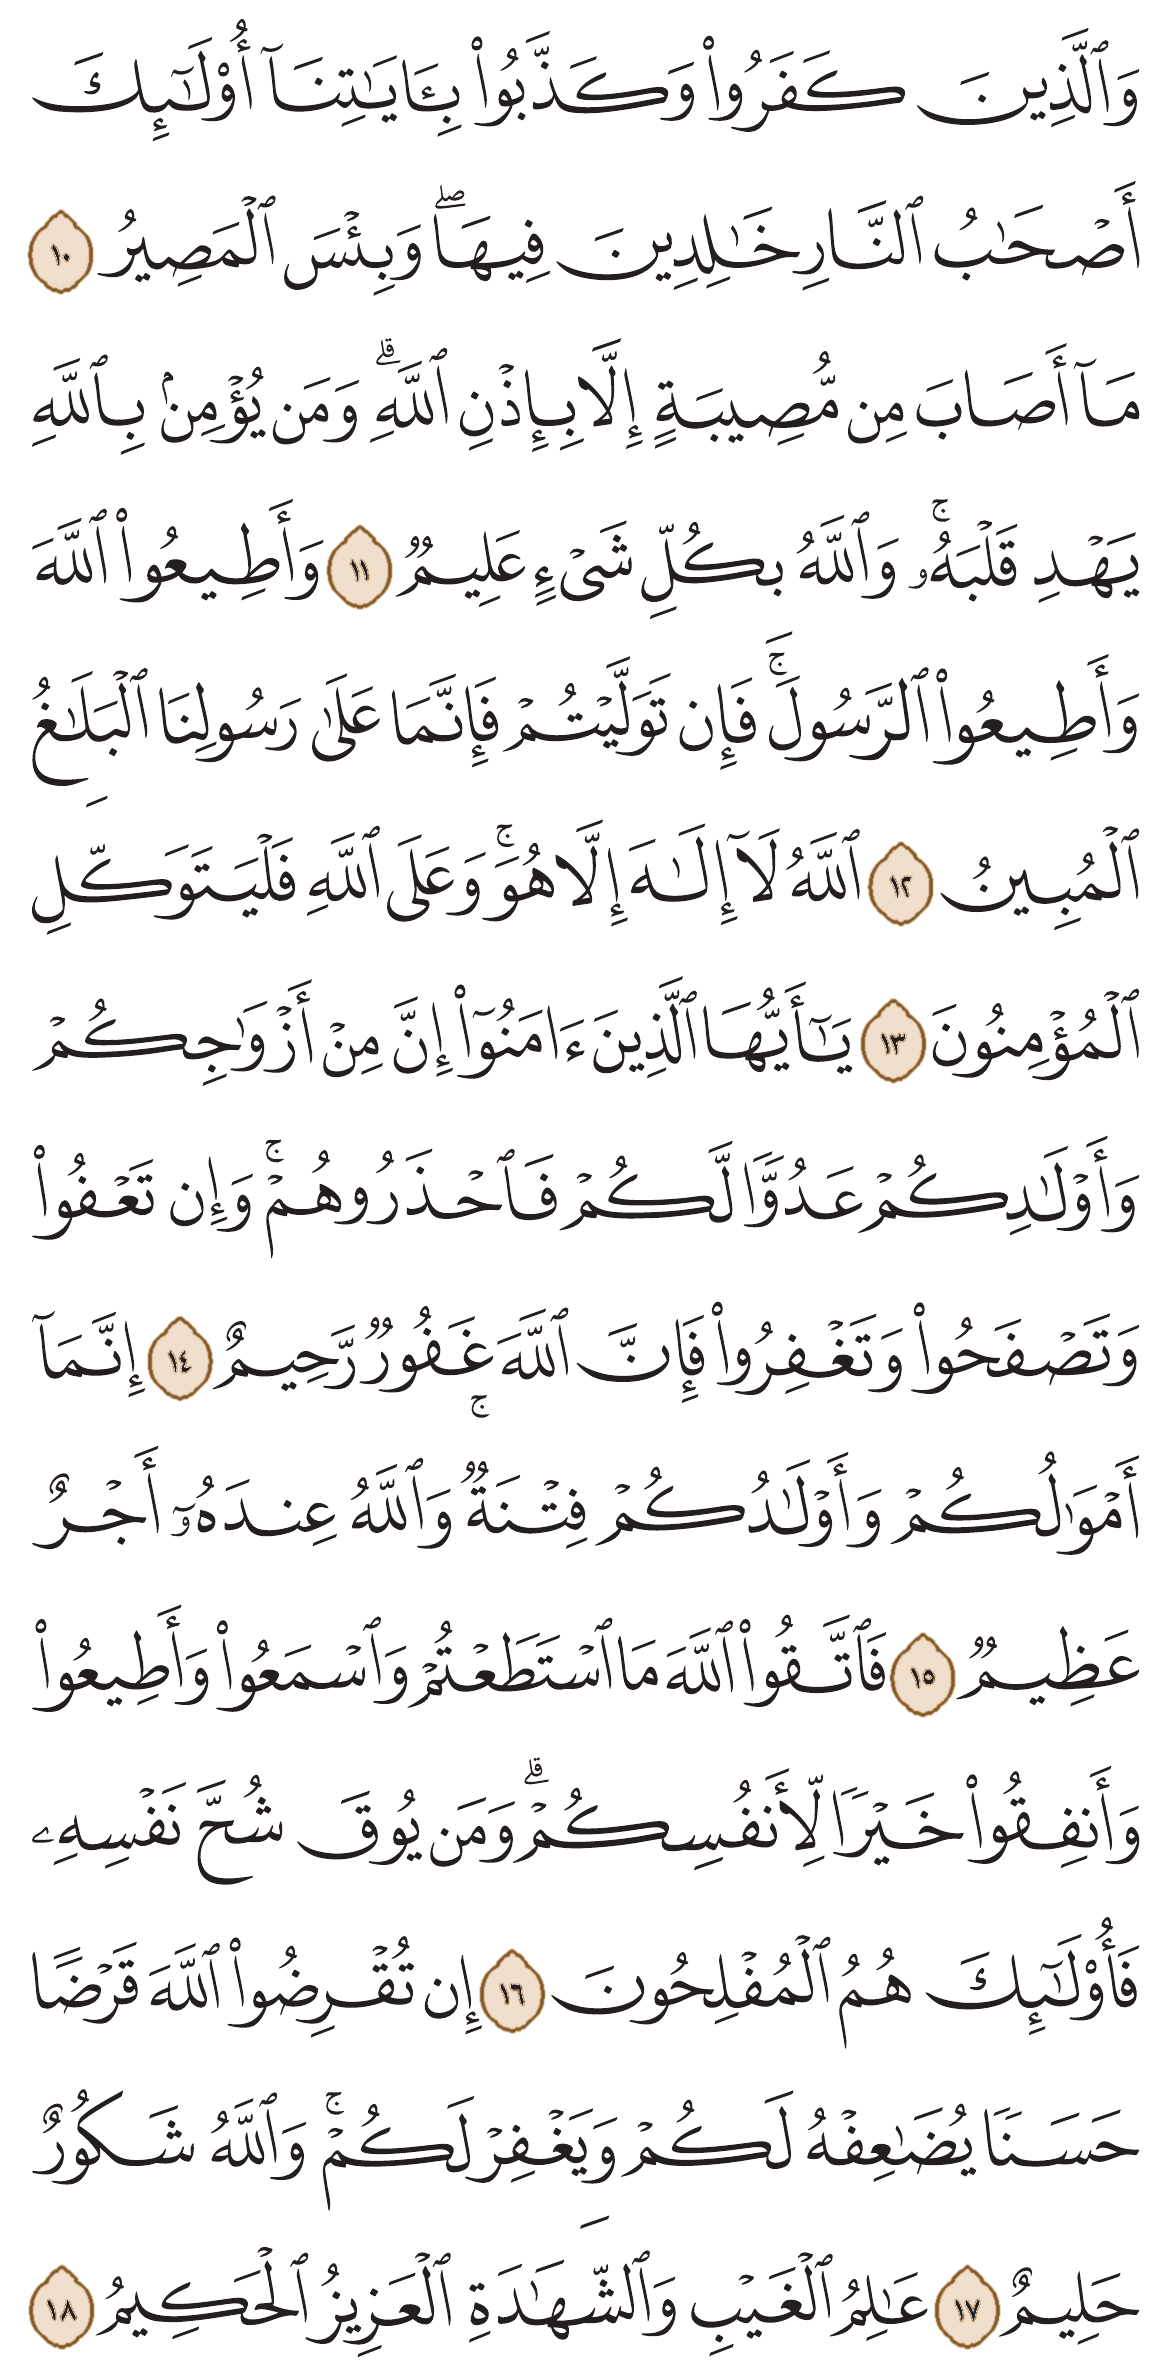 وَٱلَّذِينَ كَفَرُوا۟ وَكَذَّبُوا۟ بِـَٔايَـٰتِنَآ أُو۟لَـٰٓئِكَ
أَصْحَـٰبُ ٱلنَّارِ خَـٰلِدِينَ فِيهَا ۖ وَبِئْسَ ٱلْمَصِيرُ ١٠
مَآ أَصَابَ مِن مُّصِيبَةٍ إِلَّا بِإِذْنِ ٱللَّهِ ۗ وَمَن يُؤْمِنۢ بِٱللَّهِ
يَهْدِ قَلْبَهُۥ ۚ وَٱللَّهُ بِكُلِّ شَىْءٍ عَلِيمٌ ١١ وَأَطِيعُوا۟ ٱللَّهَ
وَأَطِيعُوا۟ ٱلرَّسُولَ ۚ فَإِن تَوَلَّيْتُمْ فَإِنَّمَا عَلَىٰ رَسُولِنَا ٱلْبَلَـٰغُ
ٱلْمُبِينُ ١٢ ٱللَّهُ لَآ إِلَـٰهَ إِلَّا هُوَ ۚ وَعَلَى ٱللَّهِ فَلْيَتَوَكَّلِ
ٱلْمُؤْمِنُونَ ١٣ يَـٰٓأَيُّهَا ٱلَّذِينَ ءَامَنُوٓا۟ إِنَّ مِنْ أَزْوَٰجِكُمْ
وَأَوْلَـٰدِكُمْ عَدُوًّا لَّكُمْ فَٱحْذَرُوهُمْ ۚ وَإِن تَعْفُوا۟
وَتَصْفَحُوا۟ وَتَغْفِرُوا۟ فَإِنَّ ٱللَّهَ غَفُورٌ رَّحِيمٌ ١٤ إِنَّمَآ
أَمْوَٰلُكُمْ وَأَوْلَـٰدُكُمْ فِتْنَةٌ ۚ وَٱللَّهُ عِندَهُۥٓ أَجْرٌ
عَظِيمٌ ١٥ فَٱتَّقُوا۟ ٱللَّهَ مَا ٱسْتَطَعْتُمْ وَٱسْمَعُوا۟ وَأَطِيعُوا۟
وَأَنفِقُوا۟ خَيْرًا لِّأَنفُسِكُمْ ۗ وَمَن يُوقَ شُحَّ نَفْسِهِۦ
فَأُو۟لَـٰٓئِكَ هُمُ ٱلْمُفْلِحُونَ ١٦ إِن تُقْرِضُوا۟ ٱللَّهَ قَرْضًا
حَسَنًا يُضَـٰعِفْهُ لَكُمْ وَيَغْفِرْ لَكُمْ ۚ وَٱللَّهُ شَكُورٌ
حَلِيمٌ ١٧ عَـٰلِمُ ٱلْغَيْبِ وَٱلشَّهَـٰدَةِ ٱلْعَزِيزُ ٱلْحَكِيمُ ١٨